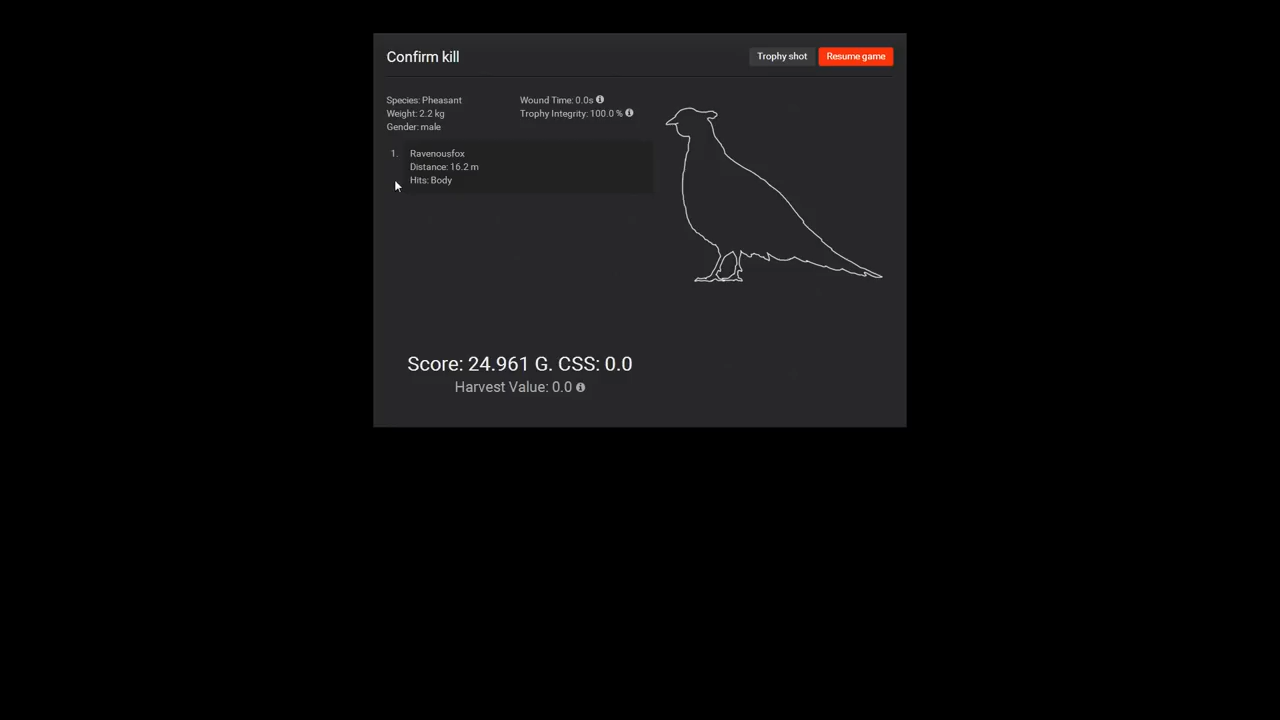 Confirm kill
Trophy shot
Resume game
Species: Pheasant
Weight: 2.2 kg
Gender: male
Wound Time: 0.0s
Trophy Integrity: 100.0 %
1.
Ravenousfox
Distance: 16.2 m
Hits: Body
Score: 24.961 G. CSS: 0.0
Harvest Value: 0.0